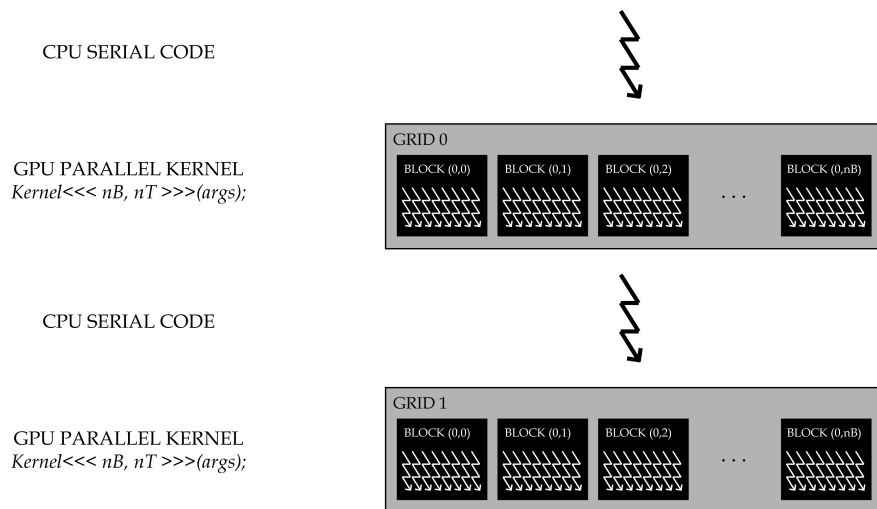 CPU SERIAL CODE
GRID 0
GPU PARALLEL KERNEL
Kernel<<< nB, nT >>>(args);
BLOCK (0,0) BLOCK (0,1) BLOCK (0,2) . . . BLOCK (0,nB)
CPU SERIAL CODE
GRID 1
GPU PARALLEL KERNEL
Kernel<<< nB, nT >>>(args);
BLOCK (0,0) BLOCK (0,1) BLOCK (0,2) . . . BLOCK (0,nB)